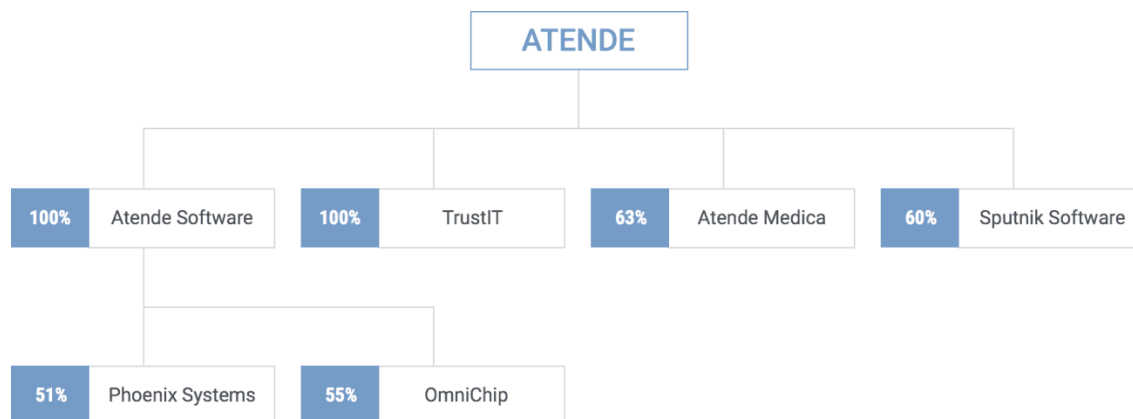 ATENDE
100% Atende Software
100% TrustIT
63% Atende Medica
60% Sputnik Software
51% Phoenix Systems
55% OmniChip